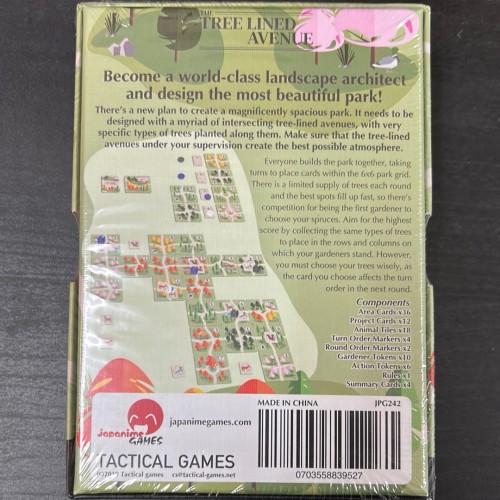 THE
TREE LINED
AVENUE
Become a world-class landscape architect
and design the most beautiful park!
There's a new plan to create a magnificently spacious park. It needs to be
designed with a myriad of intersecting tree-lined avenues, with very
specific types of trees planted along them. Make sure that the tree-lined
avenues under your supervision create the best possible atmosphere.
Everyone builds the park together, taking
turns to place cards within the 6x6 park grid.
There is a limited supply of trees each round
and the best spots fill up fast, so there's
competition for being the first gardener to
choose your spruces. Aim for the highest
score by collecting the same types of trees
to place in the rows and columns on
which your gardeners stand. However,
you must choose your trees wisely, as
the card you choose affects the turn
order in the next round.
Components
Area Cards x36
Project Cards x12
Animal Tiles x18
Turn Order Markers x4
Round Order Markers x2
Gardener Tokens x10
Action Tokens x6
Rules x1
Summary Cards x4
Japanime
GAMES
japanimegames.com
MADE IN CHINA
JPG242
TACTICAL GAMES
©2019 Tactical games cs@tactical-games.net
0703558839527